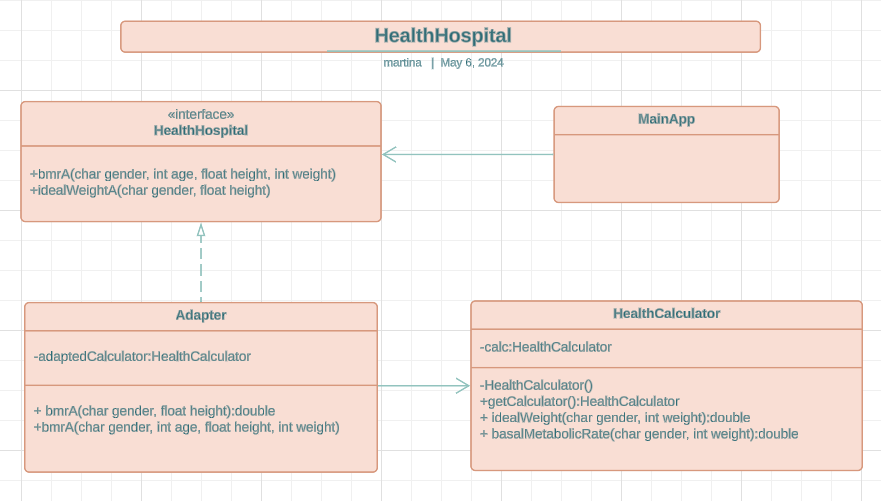 HealthHospital
martina | May 6, 2024
«interface»
HealthHospital
+bmrA(char gender, int age, float height, int weight)
+idealWeightA(char gender, float height)
MainApp
Adapter
-adaptedCalculator:HealthCalculator
+ bmrA(char gender, float height):double
+bmrA(char gender, int age, float height, int weight)
HealthCalculator
-calc:HealthCalculator
-HealthCalculator()
+getCalculator():HealthCalculator
+ idealWeight(char gender, int weight):double
+ basalMetabolicRate(char gender, int weight):double